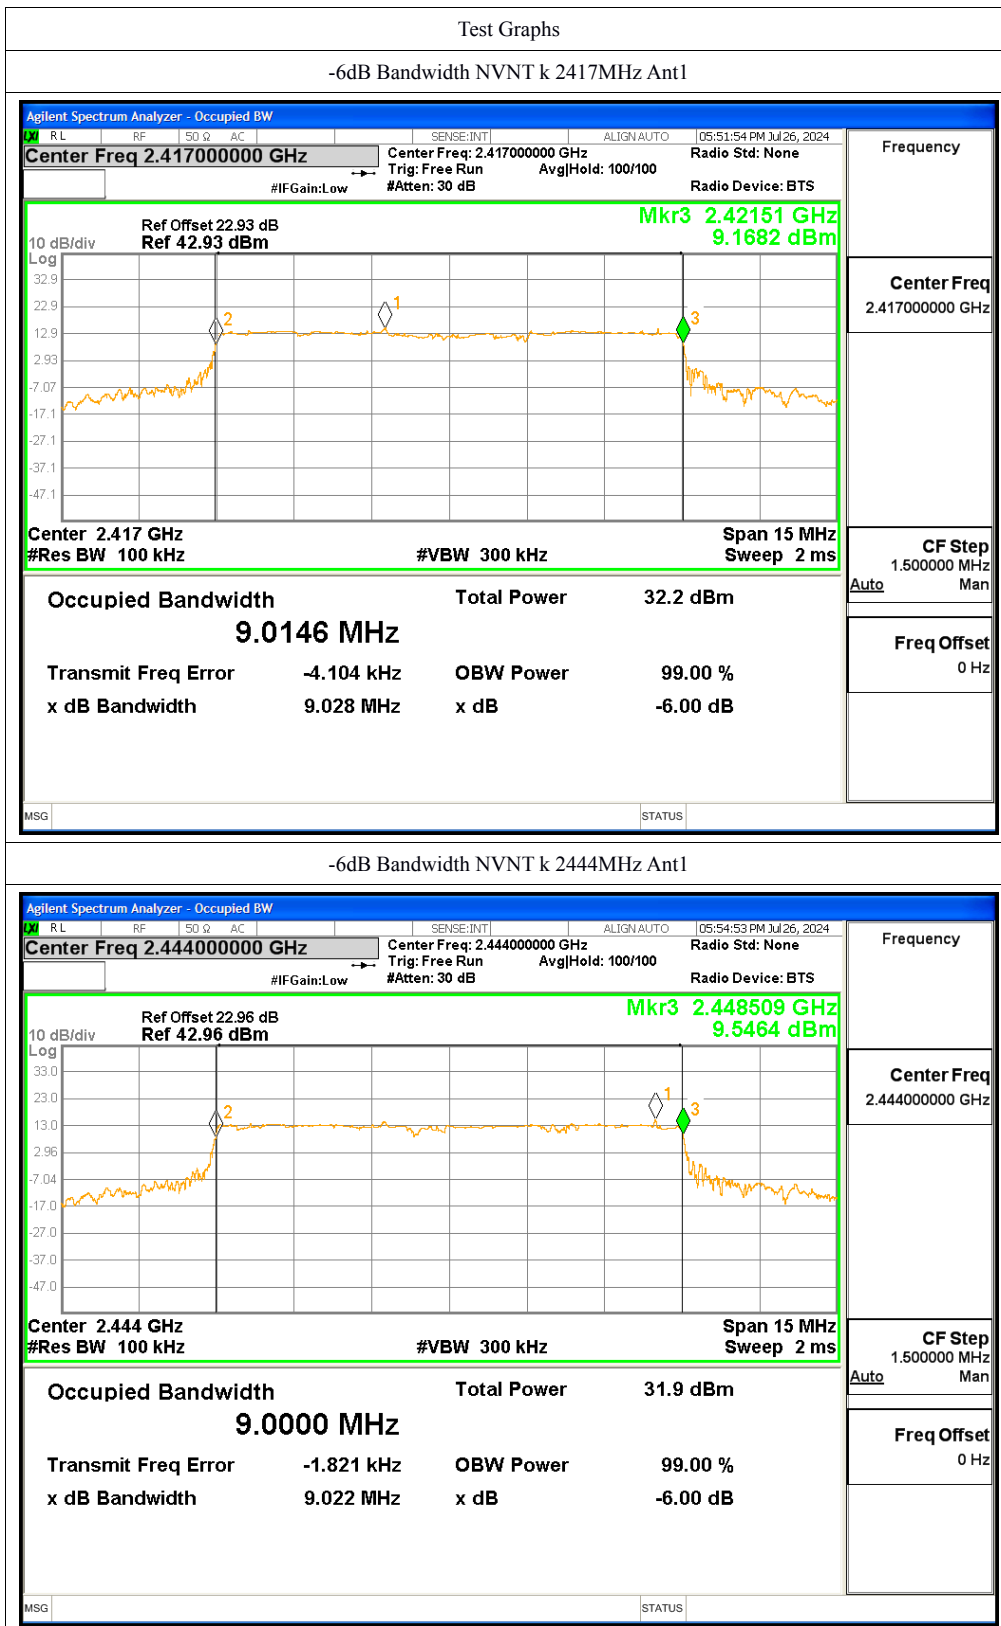 Test Graphs
-6dB Bandwidth NVNT k 2417MHz Ant1
Agilent Spectrum Analyzer - Occupied BW
LXI RL RF 50 Ω AC SENSE:INT ALIGN AUTO 05:51:54 PM Jul 26, 2024
Center Freq 2.417000000 GHz
Center Freq: 2.417000000 GHz Radio Std: None
Trig: Free Run Avg|Hold: 100/100
#IFGain:Low #Atten: 30 dB Radio Device: BTS
Frequency
Mkr3 2.42151 GHz
9.1682 dBm
Ref Offset 22.93 dB
10 dB/div Ref 42.93 dBm
Log
32.9
22.9
12.9
2.93
-7.07
-17.1
-27.1
-37.1
-47.1
1
2
3
Center Freq
2.417000000 GHz
Center 2.417 GHz Span 15 MHz
#Res BW 100 kHz #VBW 300 kHz Sweep 2 ms
CF Step
1.500000 MHz
Auto Man
Occupied Bandwidth Total Power 32.2 dBm
9.0146 MHz
Transmit Freq Error -4.104 kHz OBW Power 99.00 %
x dB Bandwidth 9.028 MHz x dB -6.00 dB
Freq Offset
0 Hz
MSG STATUS
-6dB Bandwidth NVNT k 2444MHz Ant1
Agilent Spectrum Analyzer - Occupied BW
LXI RL RF 50 Ω AC SENSE:INT ALIGN AUTO 05:54:53 PM Jul 26, 2024
Center Freq 2.444000000 GHz
Center Freq: 2.444000000 GHz Radio Std: None
Trig: Free Run Avg|Hold: 100/100
#IFGain:Low #Atten: 30 dB Radio Device: BTS
Frequency
Mkr3 2.448509 GHz
9.5464 dBm
Ref Offset 22.96 dB
10 dB/div Ref 42.96 dBm
Log
33.0
23.0
13.0
2.96
-7.04
-17.0
-27.0
-37.0
-47.0
1
2
3
Center Freq
2.444000000 GHz
Center 2.444 GHz Span 15 MHz
#Res BW 100 kHz #VBW 300 kHz Sweep 2 ms
CF Step
1.500000 MHz
Auto Man
Occupied Bandwidth Total Power 31.9 dBm
9.0000 MHz
Transmit Freq Error -1.821 kHz OBW Power 99.00 %
x dB Bandwidth 9.022 MHz x dB -6.00 dB
Freq Offset
0 Hz
MSG STATUS